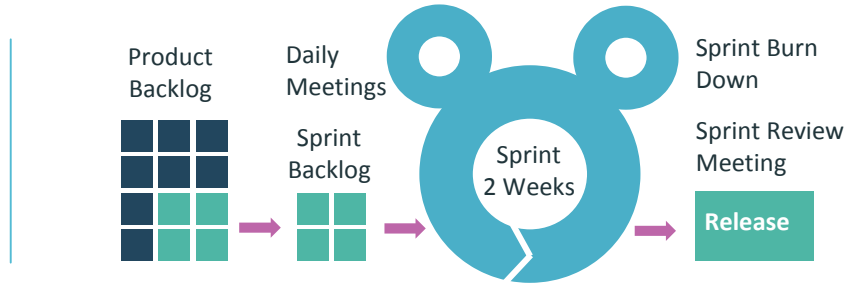 Product
Backlog
Daily
Meetings
Sprint
Backlog
Sprint
2 Weeks
Sprint Burn
Down
Sprint Review
Meeting
Release